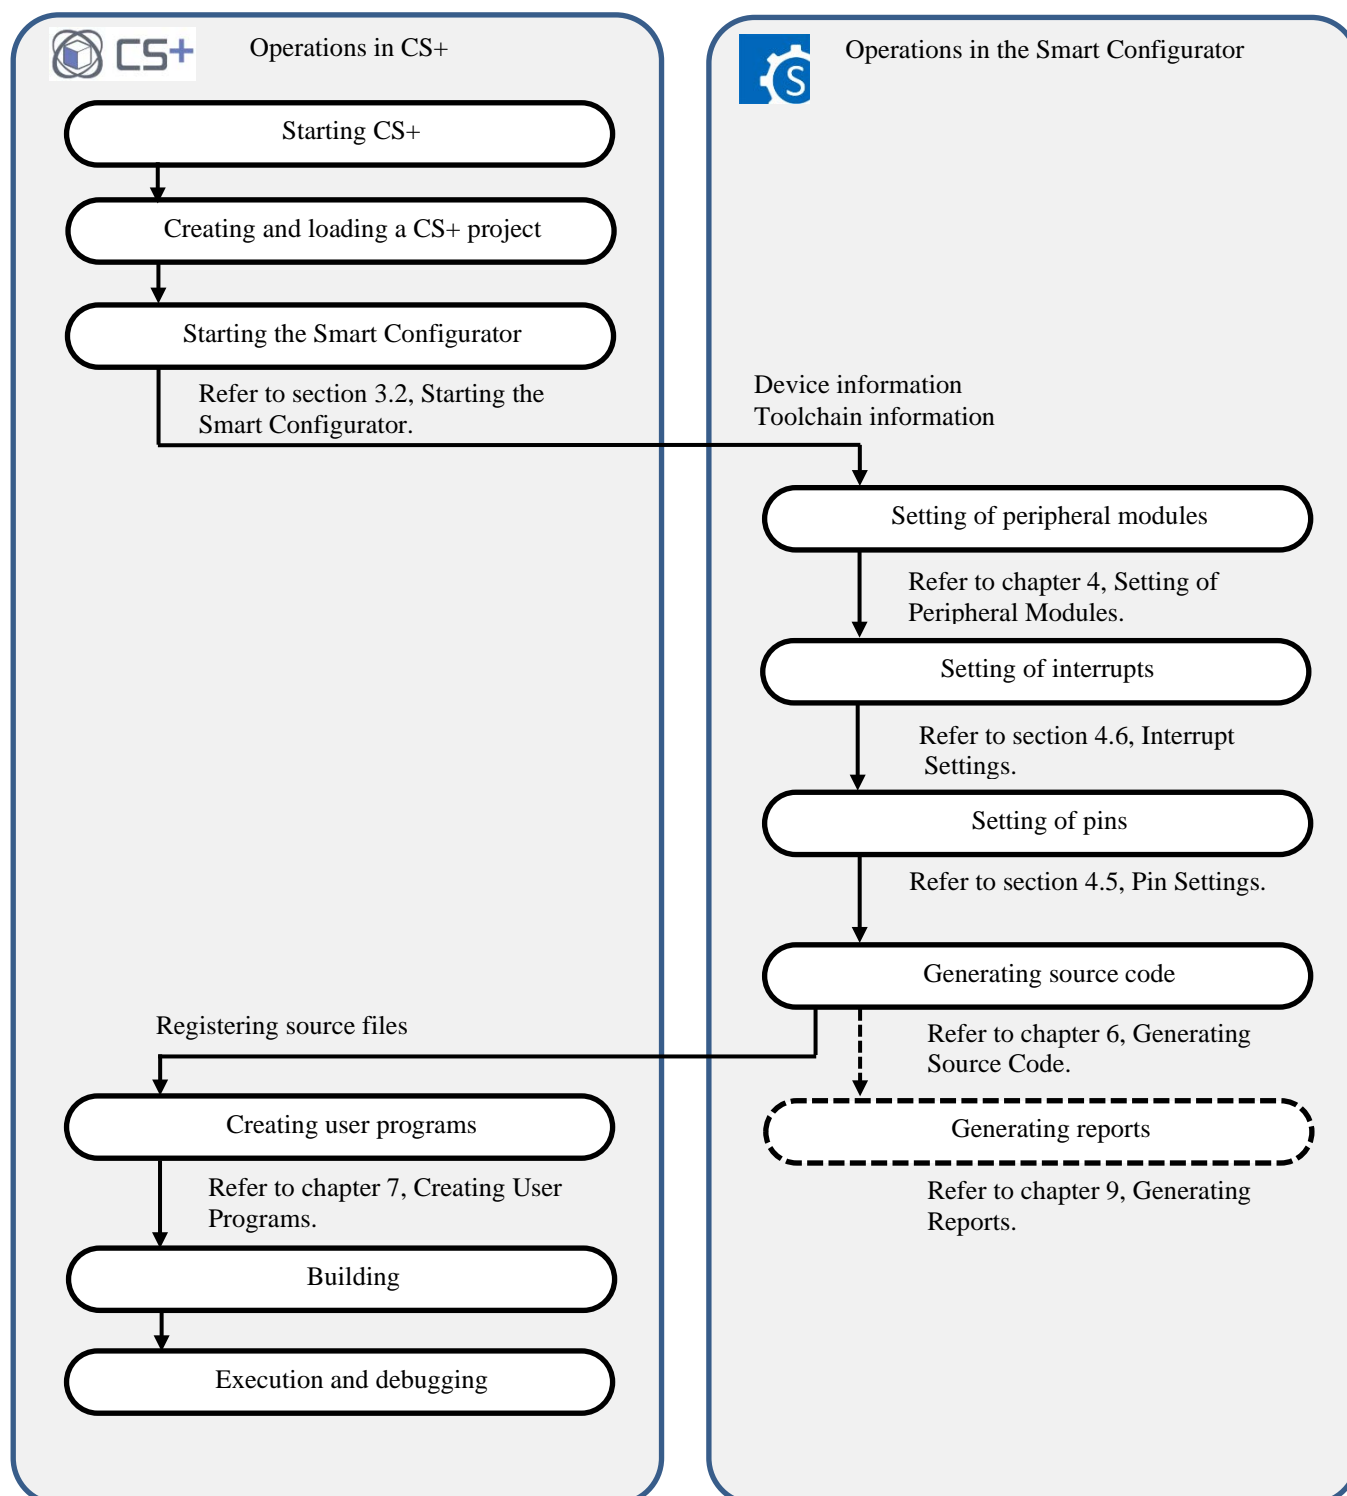 CS+
Operations in CS+
Starting CS+
Creating and loading a CS+ project
Starting the Smart Configurator
Refer to section 3.2, Starting the
Smart Configurator.
S
Operations in the Smart Configurator
Device information
Toolchain information
Setting of peripheral modules
Refer to chapter 4, Setting of
Peripheral Modules.
Setting of interrupts
Refer to section 4.6, Interrupt
Settings.
Setting of pins
Refer to section 4.5, Pin Settings.
Generating source code
Refer to chapter 6, Generating
Source Code.
Generating reports
Refer to chapter 9, Generating
Reports.
Registering source files
Creating user programs
Refer to chapter 7, Creating User
Programs.
Building
Execution and debugging